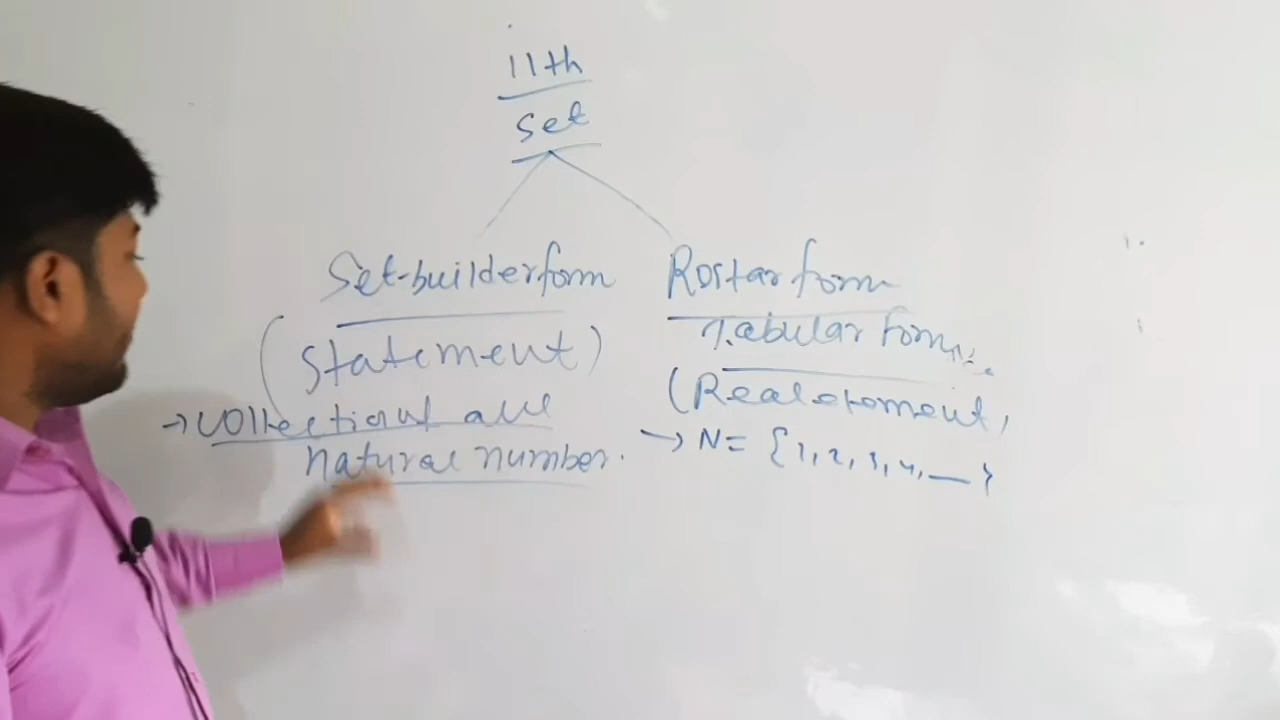 11th
Set
Set-builder form
(Statement)
→ collection of all
natural number.
Rostar form
Tabular form
(Real element,
→ N = {1, 2, 3, 4, — }